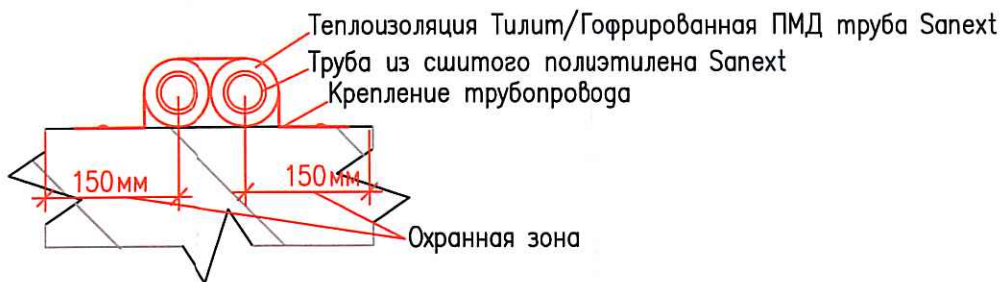 Теплоизоляция Тилит/Гофрированная ПМД труба Sanext
Труба из сшитого полиэтилена Sanext
Крепление трубопровода
150мм 150мм
Охранная зона